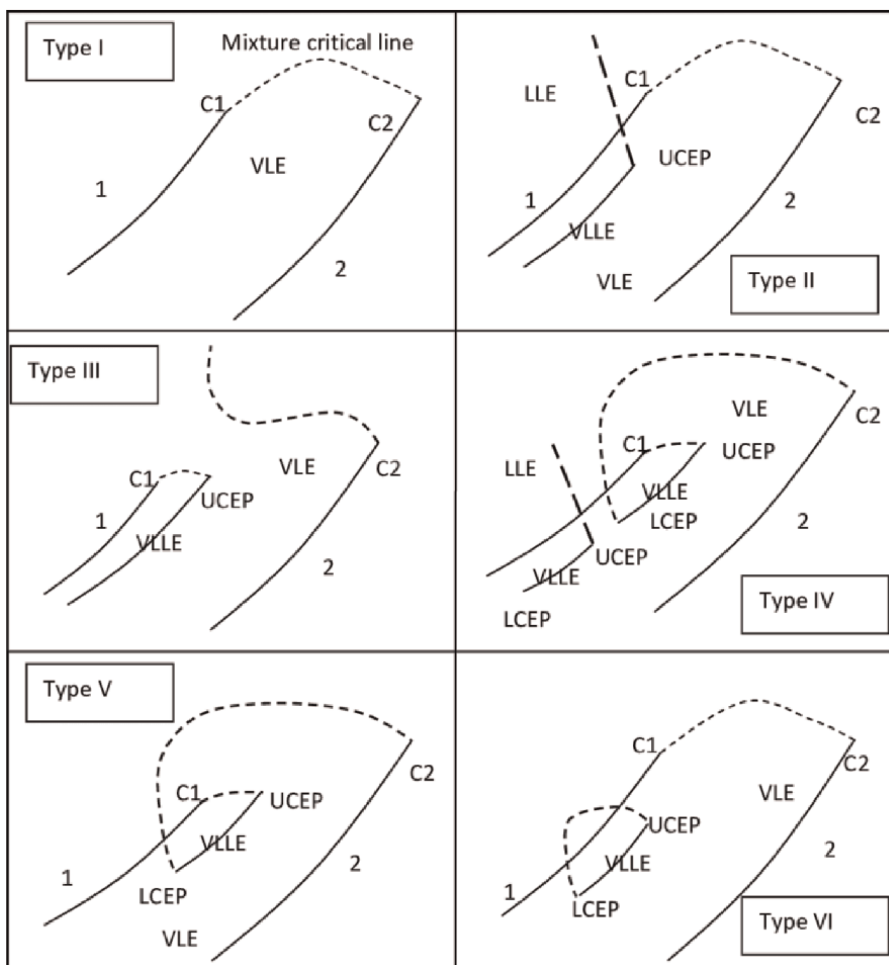 Type I
Mixture critical line
C1
C2
VLE
1
2
LLE
C1
C2
UCEP
1
2
VLLE
VLE
Type II
Type III
C1
VLE
C2
UCEP
1
VLLE
2
VLE
C2
C1
UCEP
LLE
VLLE
LCEP
2
UCEP
VLLE
LCEP
Type IV
Type V
C2
C1
UCEP
VLLE
2
1
LCEP
VLE
C1
C2
VLE
UCEP
2
VLLE
1
LCEP
Type VI